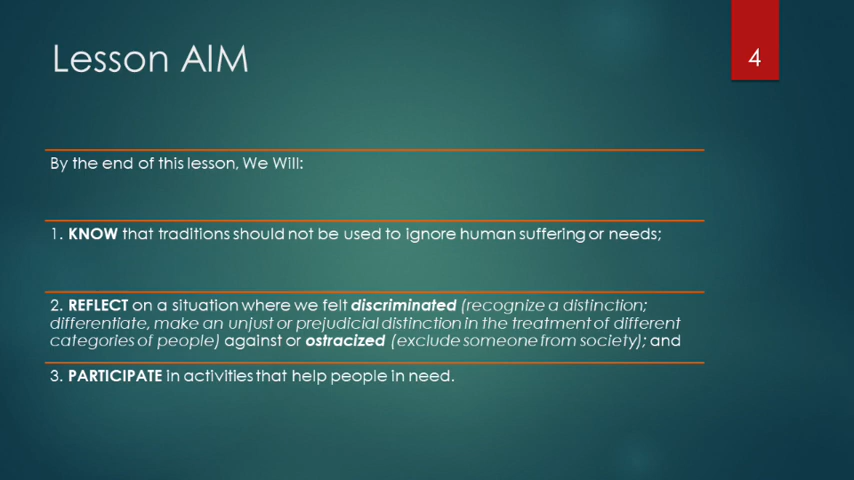 Lesson AIM
4
By the end of this lesson, We Will:
1. KNOW that traditions should not be used to ignore human suffering or needs;
2. REFLECT on a situation where we felt discriminated (recognize a distinction;
differentiate, make an unjust or prejudicial distinction in the treatment of different
categories of people) against or ostracized (exclude someone from society); and
3. PARTICIPATE in activities that help people in need.